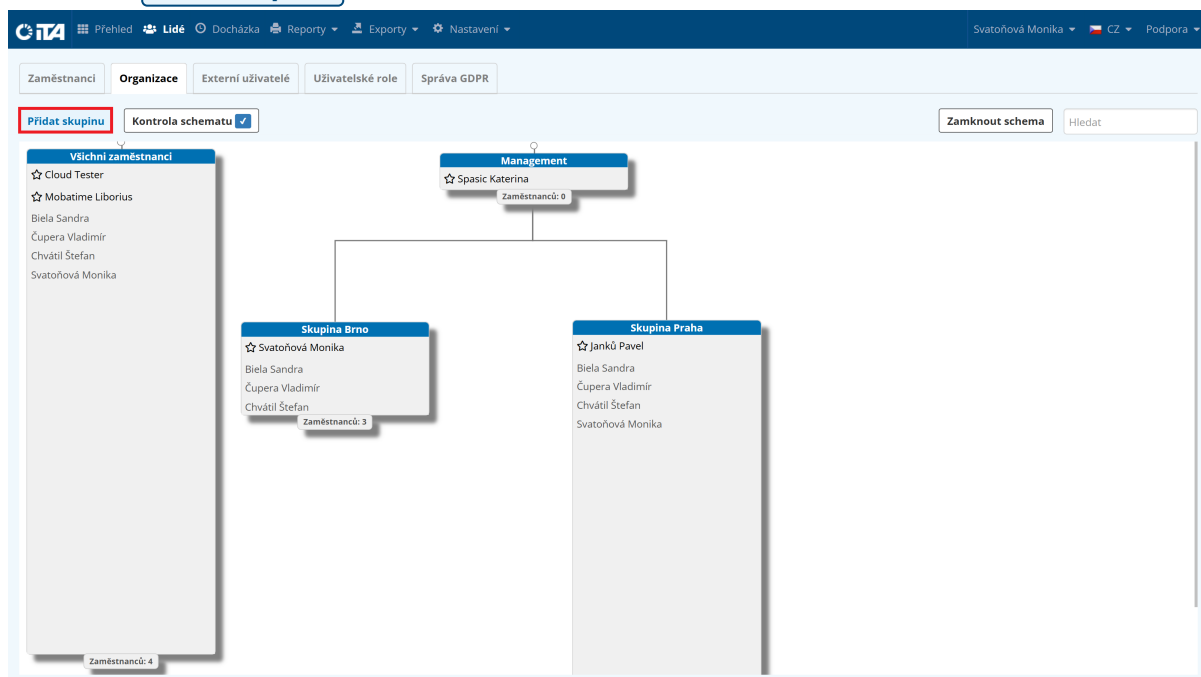 iTA Přehled Lidé Docházka Reporty Exporty Nastavení Svatoňová Monika CZ Podpora
Zaměstnanci Organizace Externí uživatelé Uživatelské role Správa GDPR
Přidat skupinu Kontrola schematu Zamknout schema Hledat
Všichni zaměstnanci
Cloud Tester
Mobatime Liborius
Biela Sandra
Čupera Vladimír
Chvátil Štefan
Svatoňová Monika
Zaměstnanců: 4
Management
Spasic Katerina
Zaměstnanců: 0
Skupina Brno
Svatoňová Monika
Biela Sandra
Čupera Vladimír
Chvátil Štefan
Zaměstnanců: 3
Skupina Praha
Janků Pavel
Biela Sandra
Čupera Vladimír
Chvátil Štefan
Svatoňová Monika